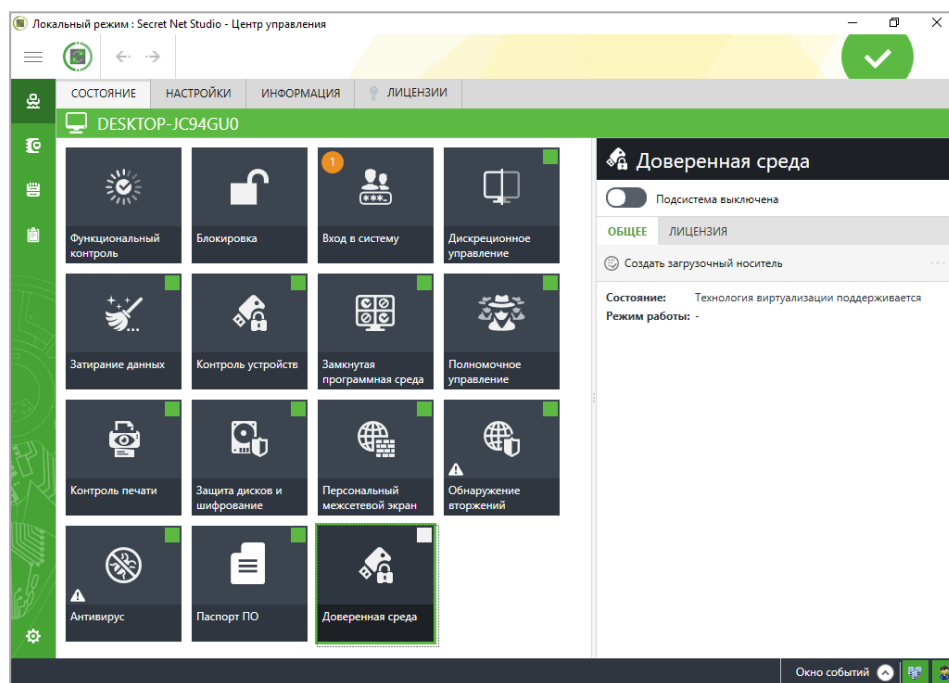 Локальный режим : Secret Net Studio - Центр управления
СОСТОЯНИЕ НАСТРОЙКИ ИНФОРМАЦИЯ ЛИЦЕНЗИИ
DESKTOP-JC94GU0
Функциональный
контроль
Блокировка
1
Вход в систему
Дискреционное
управление
Затирание данных
Контроль устройств
Замкнутая
программная среда
Полномочное
управление
Контроль печати
Защита дисков и
шифрование
Персональный
межсетевой экран
Обнаружение
вторжений
Антивирус
Паспорт ПО
Доверенная среда
Доверенная среда
Подсистема выключена
ОБЩЕЕ ЛИЦЕНЗИЯ
Создать загрузочный носитель
Состояние: Технология виртуализации поддерживается
Режим работы: -
Окно событий